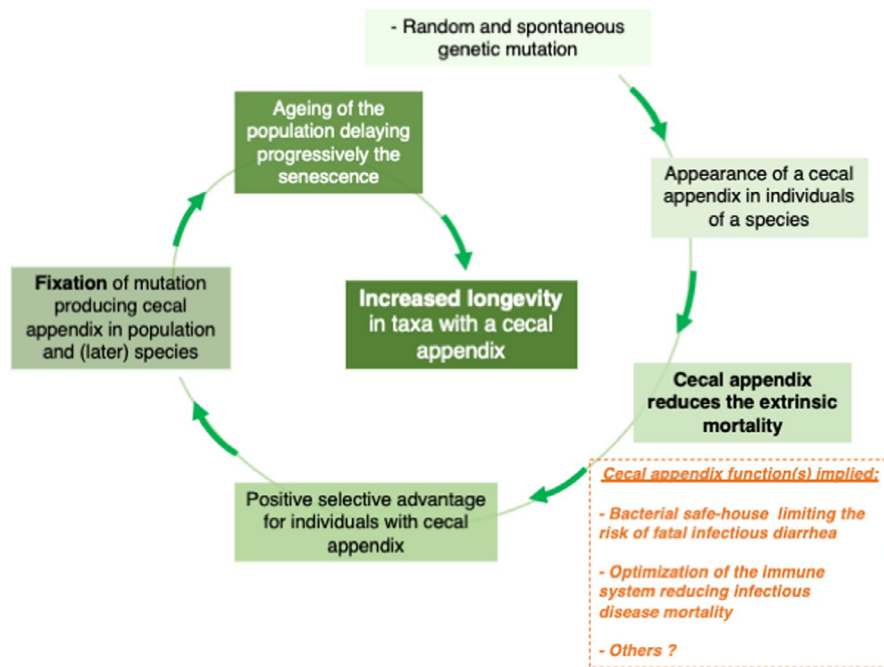 - Random and spontaneous
genetic mutation
Appearance of a cecal
appendix in individuals
of a species
Cecal appendix
reduces the extrinsic
mortality
Cecal appendix function(s) implied:
- Bacterial safe-house limiting the
risk of fatal infectious diarrhea
- Optimization of the immune
system reducing infectious
disease mortality
- Others ?
Positive selective advantage
for individuals with cecal
appendix
Fixation of mutation
producing cecal
appendix in population
and (later) species
Ageing of the
population delaying
progressively the
senescence
Increased longevity
in taxa with a cecal
appendix